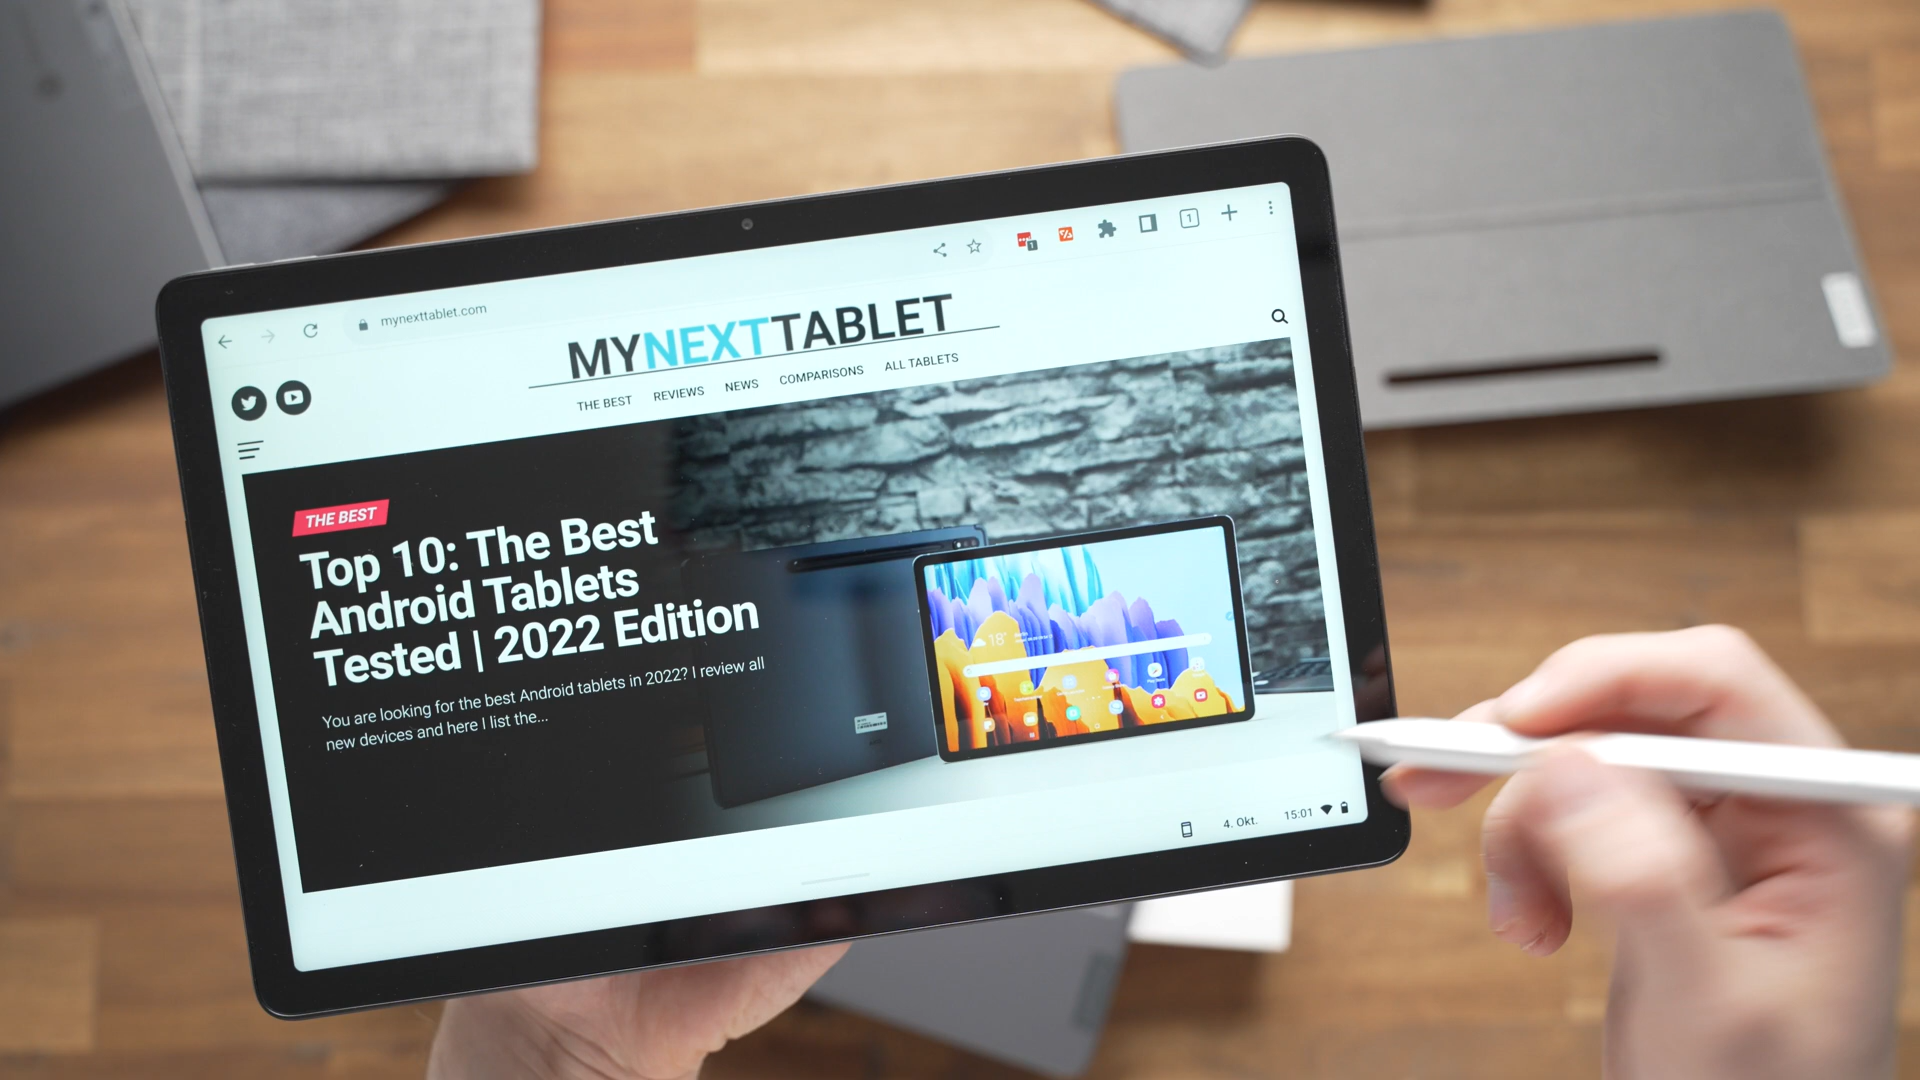 mynexttablet.com
1
MYNEXTTABLET
THE BEST REVIEWS NEWS COMPARISONS ALL TABLETS
THE BEST
Top 10: The Best
Android Tablets
Tested | 2022 Edition
You are looking for the best Android tablets in 2022? I review all
new devices and here I list the...
18°
4. Okt. 15:01